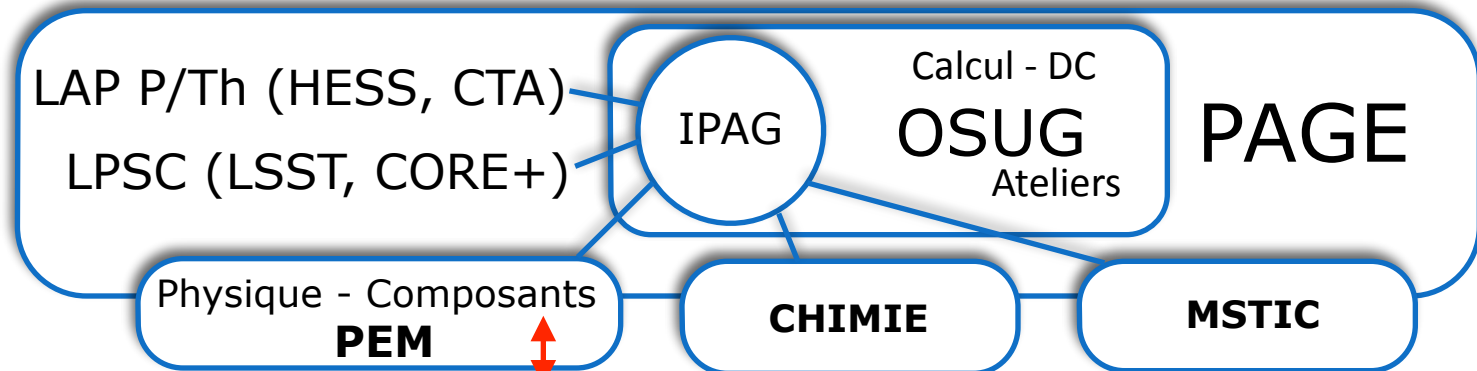 LAP P/Th (HESS, CTA)
LPSC (LSST, CORE+)
IPAG
Calcul - DC
OSUG
Ateliers
PAGE
Physique - Composants
PEM
CHIMIE
MSTIC